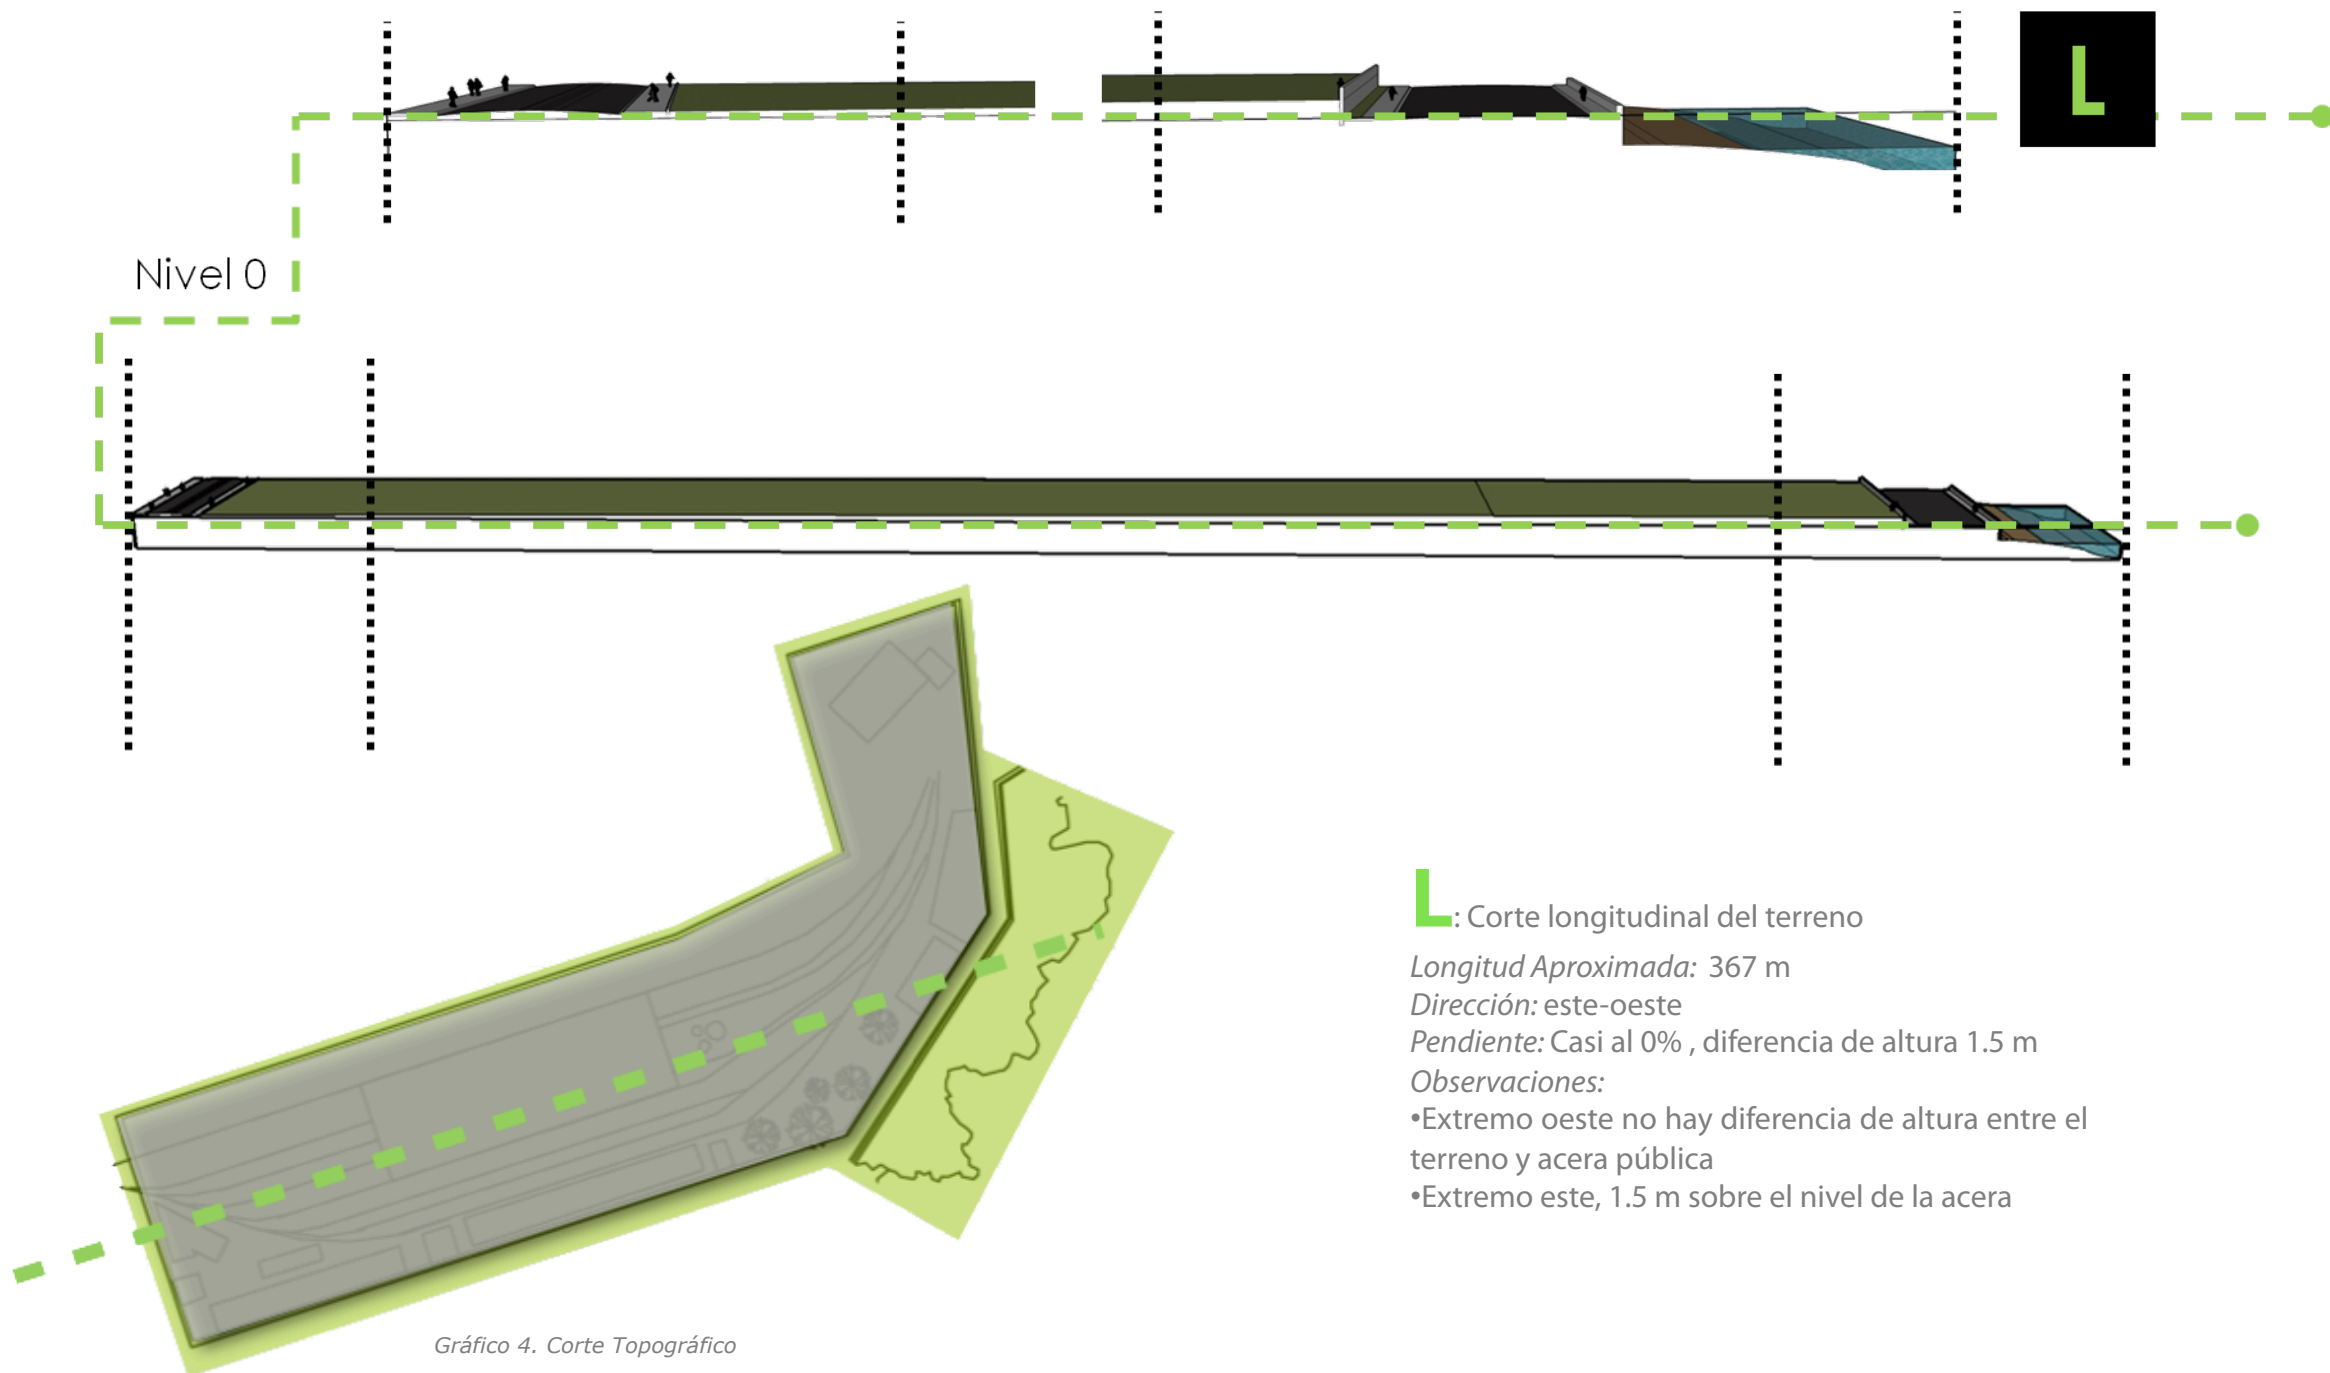 L
Nivel 0
L: Corte longitudinal del terreno
Longitud Aproximada: 367 m
Dirección: este-oeste
Pendiente: Casi al 0% , diferencia de altura 1.5 m
Observaciones:
•Extremo oeste no hay diferencia de altura entre el
terreno y acera pública
•Extremo este, 1.5 m sobre el nivel de la acera
Gráfico 4. Corte Topográfico